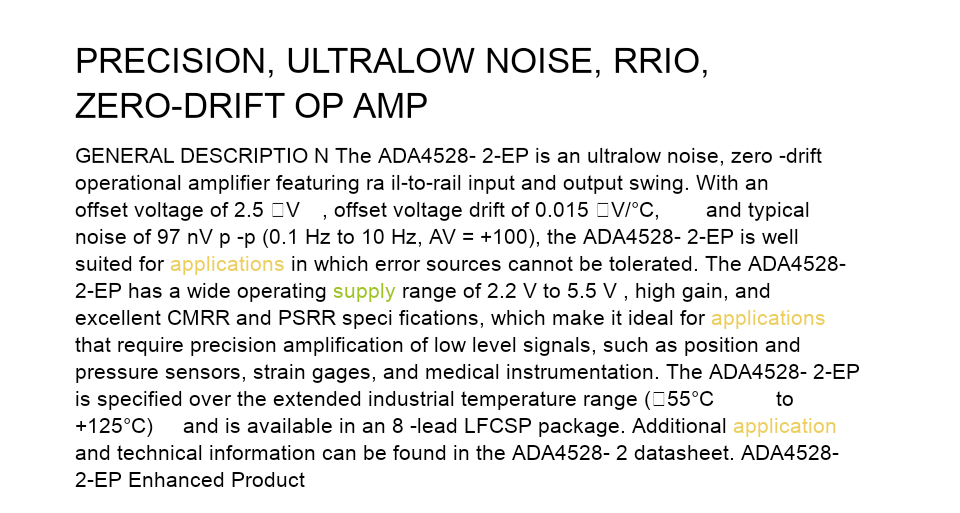 PRECISION, ULTRALOW NOISE, RRIO,
ZERO-DRIFT OP AMP
GENERAL DESCRIPTIO N The ADA4528- 2-EP is an ultralow noise, zero -drift
operational amplifier featuring ra il-to-rail input and output swing. With an
offset voltage of 2.5 □V , offset voltage drift of 0.015 □V/°C, and typical
noise of 97 nV p -p (0.1 Hz to 10 Hz, AV = +100), the ADA4528- 2-EP is well
suited for applications in which error sources cannot be tolerated. The ADA4528-
2-EP has a wide operating supply range of 2.2 V to 5.5 V , high gain, and
excellent CMRR and PSRR speci fications, which make it ideal for applications
that require precision amplification of low level signals, such as position and
pressure sensors, strain gages, and medical instrumentation. The ADA4528- 2-EP
is specified over the extended industrial temperature range (□55°C to
+125°C) and is available in an 8 -lead LFCSP package. Additional application
and technical information can be found in the ADA4528- 2 datasheet. ADA4528-
2-EP Enhanced Product